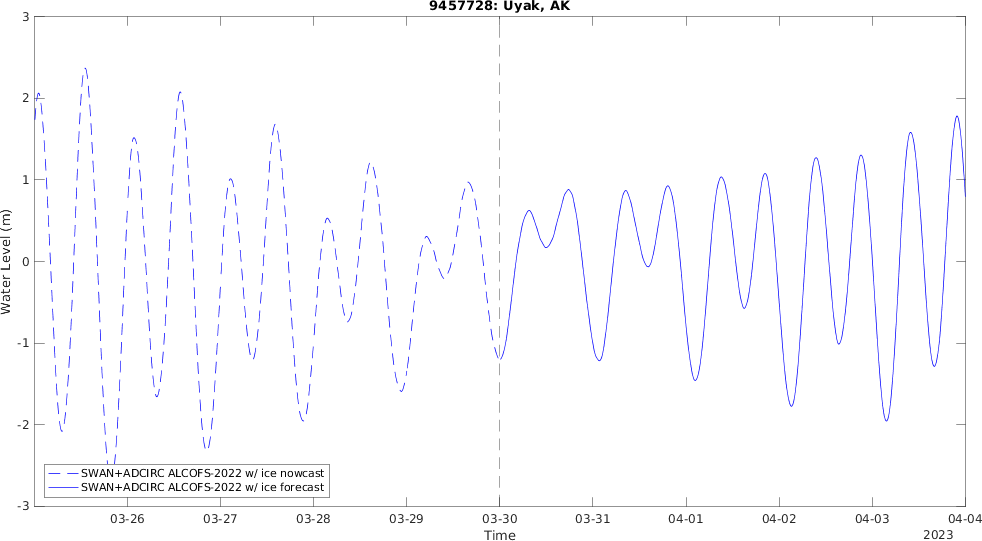 9457728: Uyak, AK
Water Level (m)
3
2
1
0
-1
-2
-3
SWAN+ADCIRC ALCOFS-2022 w/ ice nowcast
SWAN+ADCIRC ALCOFS-2022 w/ ice forecast
03-26 03-27 03-28 03-29 03-30 03-31 04-01 04-02 04-03 04-04
Time
2023